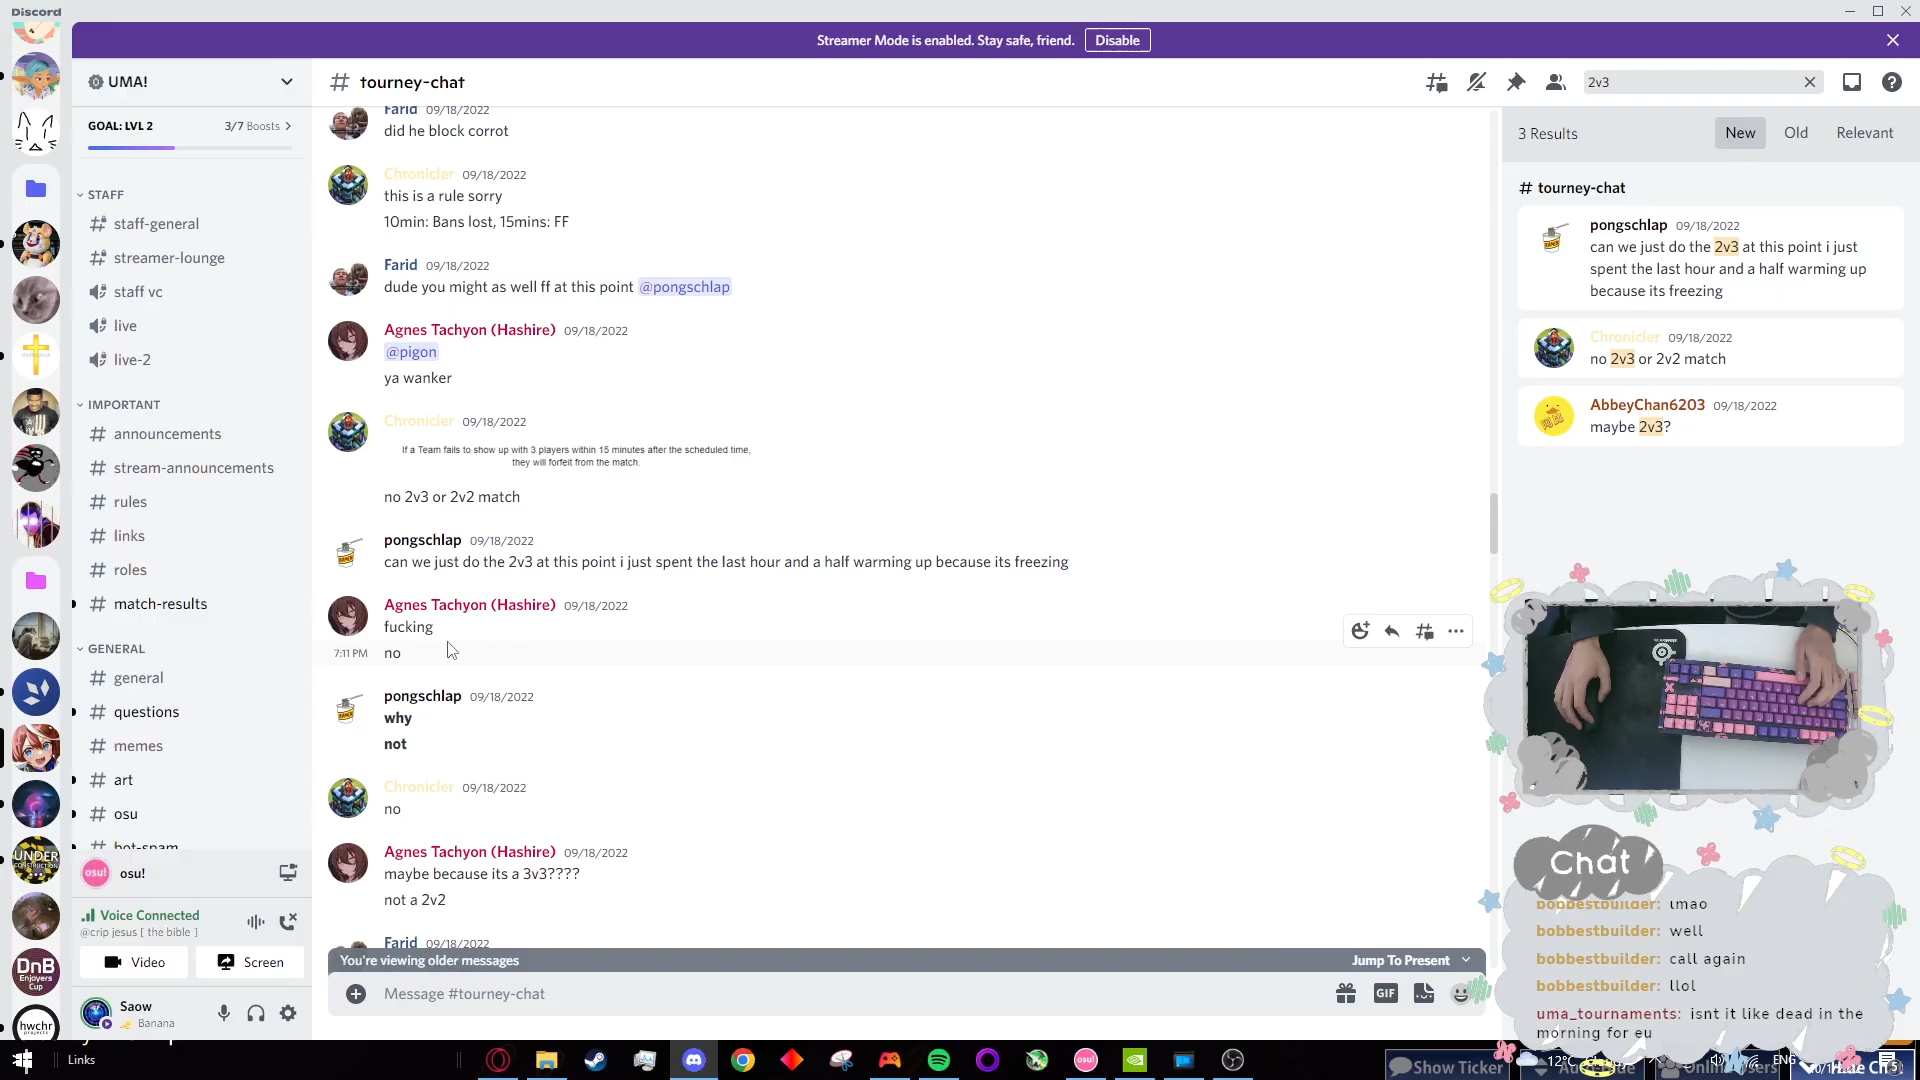 Discord
Streamer Mode is enabled. Stay safe, friend. Disable
UMA!
# tourney-chat
2v3
GOAL: LVL 2 3/7 Boosts
STAFF
staff-general
streamer-lounge
staff vc
live
live-2
IMPORTANT
announcements
stream-announcements
rules
links
roles
match-results
GENERAL
general
questions
memes
art
osu
bot-spam
osu! osu!
Voice Connected
@crip jesus [ the bible ]
Video Screen
Saow
Banana
UNDER
DnB
Enjoyers
Cup
hwchr
Farid 09/18/2022
did he block corrot
Chronicler 09/18/2022
this is a rule sorry
10min: Bans lost, 15mins: FF
Farid 09/18/2022
dude you might as well ff at this point @pongschlap
Agnes Tachyon (Hashire) 09/18/2022
@pigon
ya wanker
Chronicler 09/18/2022
If a Team fails to show up with 3 players within 15 minutes after the scheduled time,
they will forfeit from the match.
no 2v3 or 2v2 match
pongschlap 09/18/2022
can we just do the 2v3 at this point i just spent the last hour and a half warming up because its freezing
Agnes Tachyon (Hashire) 09/18/2022
fucking
7:11 PM no
pongschlap 09/18/2022
why
not
Chronicler 09/18/2022
no
Agnes Tachyon (Hashire) 09/18/2022
maybe because its a 3v3????
not a 2v2
Farid 09/18/2022
You're viewing older messages Jump To Present
Message #tourney-chat
GIF
3 Results New Old Relevant
# tourney-chat
pongschlap 09/18/2022
can we just do the 2v3 at this point i just
spent the last hour and a half warming up
because its freezing
Chronicler 09/18/2022
no 2v3 or 2v2 match
AbbeyChan6203 09/18/2022
maybe 2v3?
Chat
bobbestbuilder: lmao
bobbestbuilder: well
bobbestbuilder: call again
bobbestbuilder: llol
uma_tournaments: isnt it like dead in the
morning for eu
Links
osu!
12°C
ENG
Show Ticker